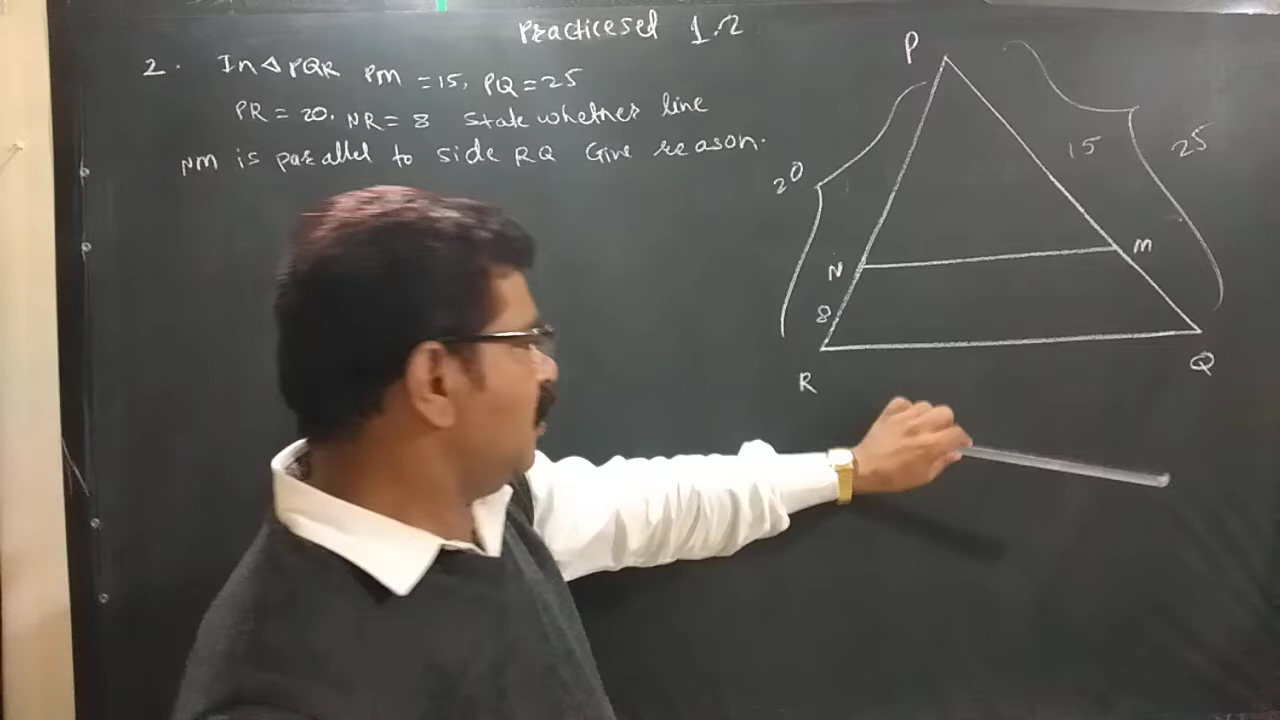 Practiceset 1.2
2. In △ PQR PM = 15, PQ = 25
PR = 20. NR = 8 State whether line
NM is parallel to side RQ Give reason.
P
15
25
20
N
M
8
R
Q